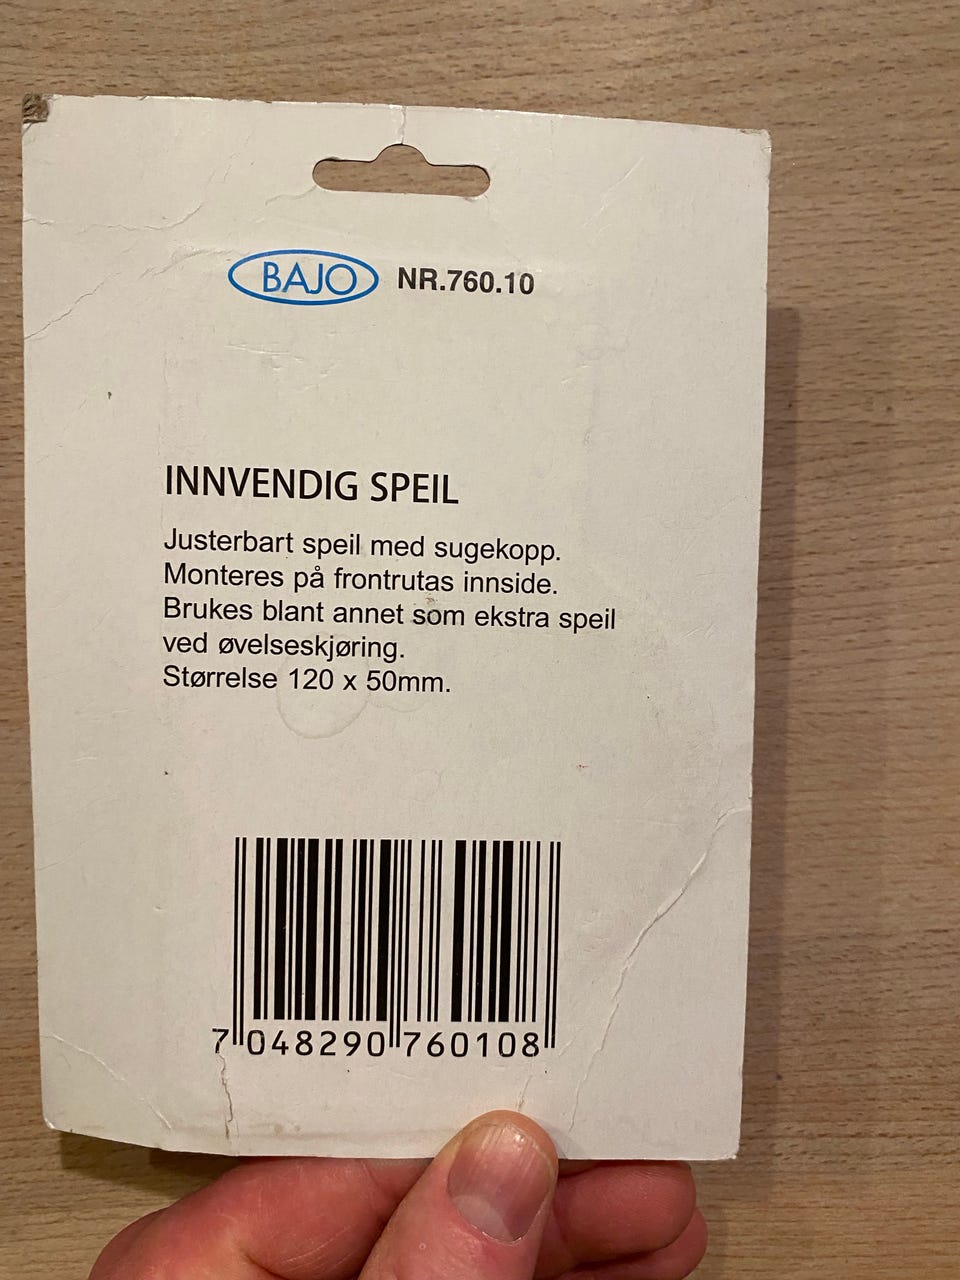 BAJO NR.760.10
INNVENDIG SPEIL
Justerbart speil med sugekopp.
Monteres på frontrutas innside.
Brukes blant annet som ekstra speil
ved øvelseskjøring.
Størrelse 120 x 50mm.
7 048290 760108